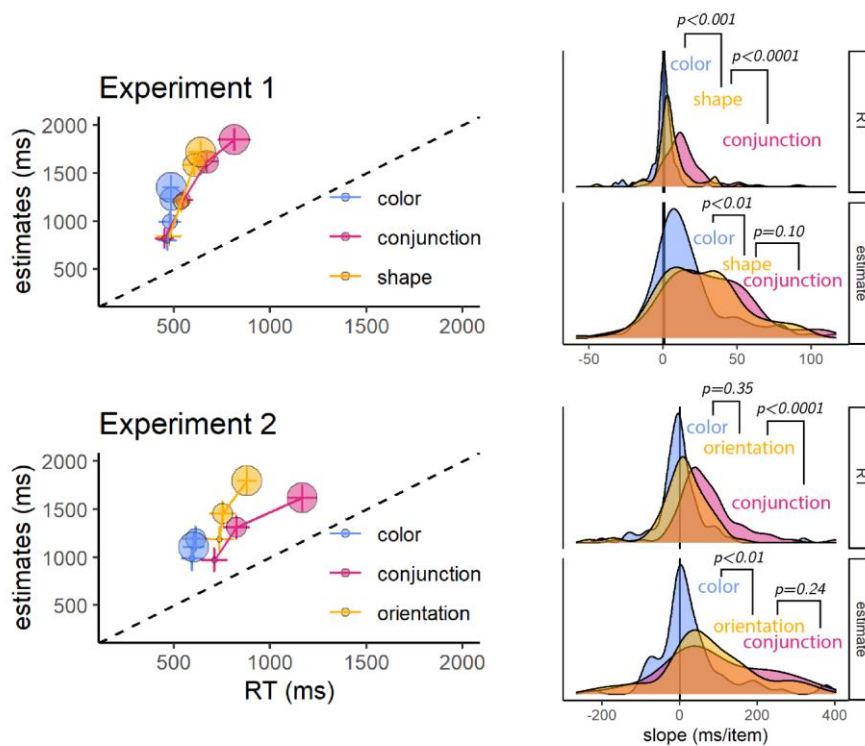 Experiment 1
estimates (ms)
2000
1500
1000
500
color
conjunction
shape
500
1000
1500
2000
p<0.001
p<0.0001
color
shape
conjunction
RT
p<0.01
p=0.10
color
shape
conjunction
estimate
-50
0
50
100
Experiment 2
estimates (ms)
2000
1500
1000
500
color
conjunction
orientation
500
1000
1500
2000
RT (ms)
p=0.35
p<0.0001
color
orientation
conjunction
RT
p<0.01
p=0.24
color
orientation
conjunction
estimate
-200
0
200
400
slope (ms/item)